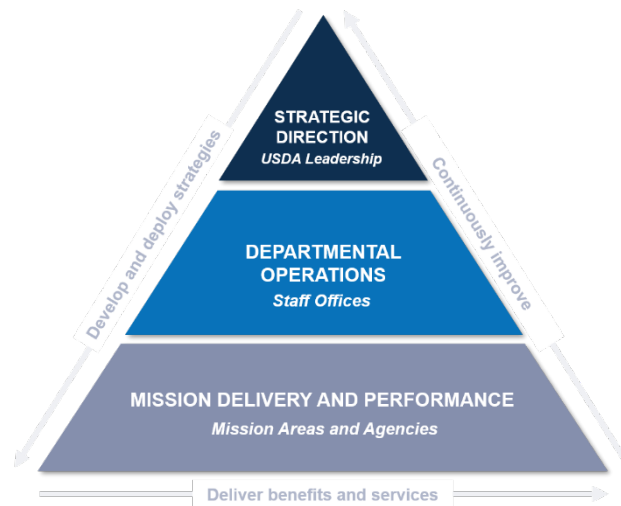 STRATEGIC
DIRECTION
USDA Leadership
Develop and deploy strategies
Continuously improve
DEPARTMENTAL
OPERATIONS
Staff Offices
MISSION DELIVERY AND PERFORMANCE
Mission Areas and Agencies
Deliver benefits and services